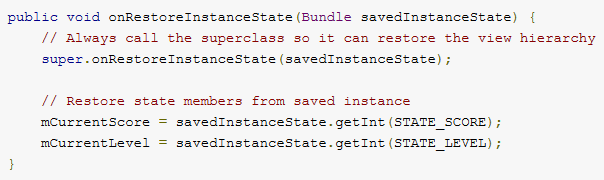 public void onRestoreInstanceState(Bundle savedInstanceState) {
    // Always call the superclass so it can restore the view hierarchy
    super.onRestoreInstanceState(savedInstanceState);

    // Restore state members from saved instance
    mCurrentScore = savedInstanceState.getInt(STATE_SCORE);
    mCurrentLevel = savedInstanceState.getInt(STATE_LEVEL);
}